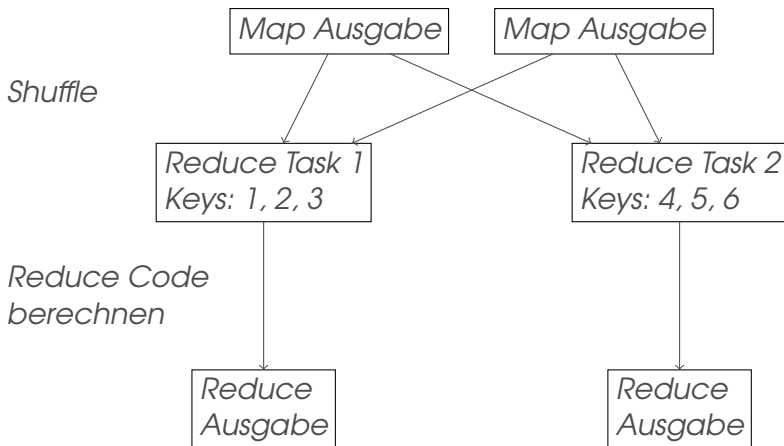 Map Ausgabe
Map Ausgabe
Shuffle
Reduce Task 1
Keys: 1, 2, 3
Reduce Task 2
Keys: 4, 5, 6
Reduce Code
berechnen
Reduce
Ausgabe
Reduce
Ausgabe